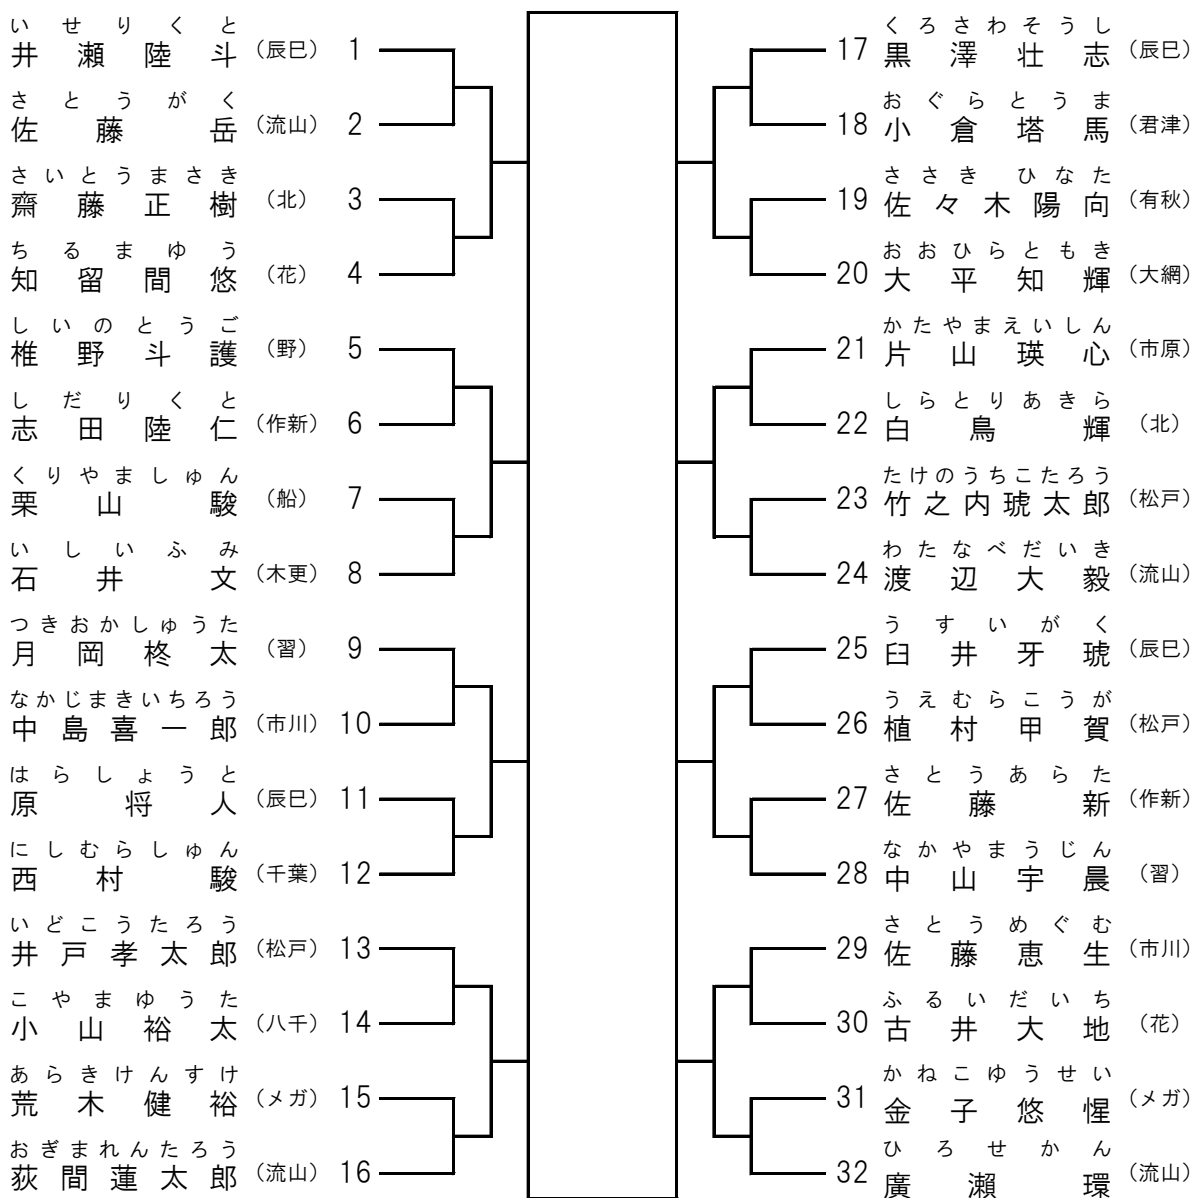 いせりくと
井瀬陸斗 (辰巳) 1
さとうがく
佐藤岳 (流山) 2
さいとうまさき
齋藤正樹 (北) 3
ちるまゆう
知留間悠 (花) 4
しいのとうご
椎野斗護 (野) 5
しだりくと
志田陸仁 (作新) 6
くりやましゅん
栗山駿 (船) 7
いしいふみ
石井文 (木更) 8
つきおかしゅうた
月岡柊太 (習) 9
なかじまきいちろう
中島喜一郎 (市川) 10
はらしょうと
原将人 (辰巳) 11
にしむらしゅん
西村駿 (千葉) 12
いどこうたろう
井戸孝太郎 (松戸) 13
こやまゆうた
小山裕太 (八千) 14
あらきけんすけ
荒木健裕 (メガ) 15
おぎまれんたろう
荻間蓮太郎 (流山) 16
くろさわそうし
17 黒澤壮志 (辰巳)
おぐらとうま
18 小倉塔馬 (君津)
ささき ひなた
19 佐々木陽向 (有秋)
おおひらともき
20 大平知輝 (大網)
かたやまえいしん
21 片山瑛心 (市原)
しらとりあきら
22 白鳥輝 (北)
たけのうちこたろう
23 竹之内琥太郎 (松戸)
わたなべだいき
24 渡辺大毅 (流山)
うすいがく
25 臼井牙琥 (辰巳)
うえむらこうが
26 植村甲賀 (松戸)
さとうあらた
27 佐藤新 (作新)
なかやまうじん
28 中山宇晨 (習)
さとうめぐむ
29 佐藤恵生 (市川)
ふるいだいち
30 古井大地 (花)
かねこゆうせい
31 金子悠惺 (メガ)
ひろせかん
32 廣瀬環 (流山)